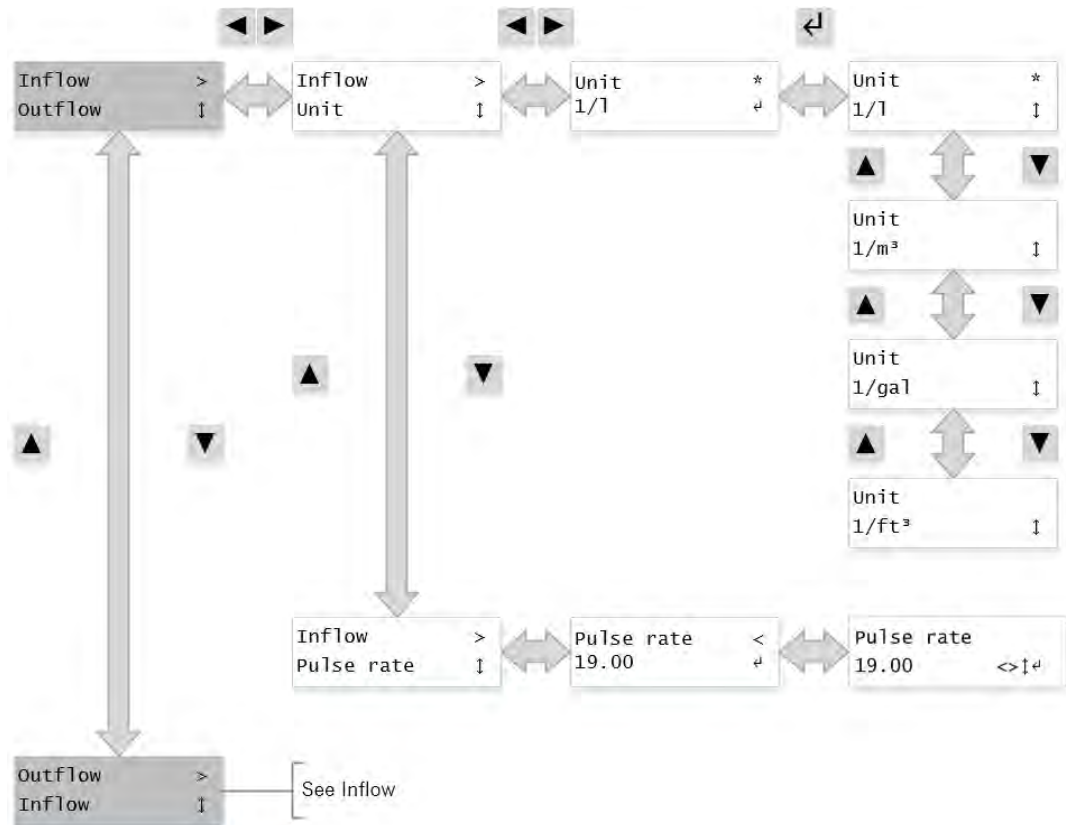 Inflow >
Outflow ↕
Inflow >
Unit ↕
Unit *
1/l ↵
Unit *
1/l ↕
Unit
1/m³ ↕
Unit
1/gal ↕
Unit
1/ft³ ↕
Inflow >
Pulse rate ↕
Pulse rate <
19.00 ↵
Pulse rate
19.00 <>↕↵
Outflow >
Inflow ↕
See Inflow